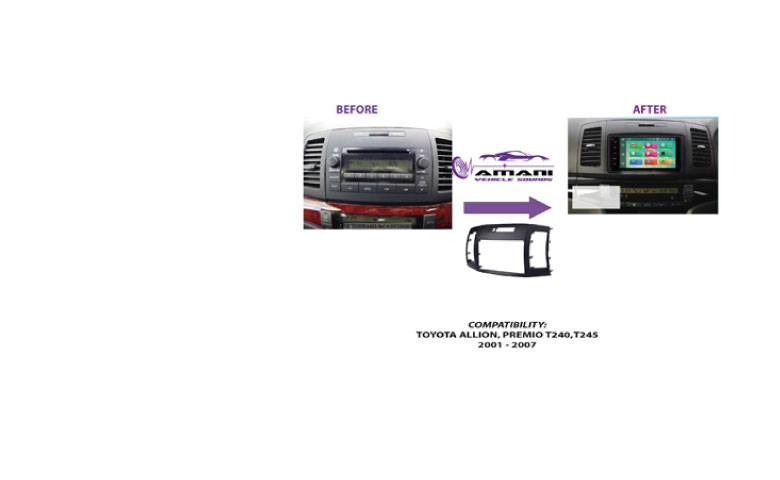 BEFORE
AFTER
AMANI
VEHICLE SOUNDS
COMPATIBILITY:
TOYOTA ALLION, PREMIO T240,T245
2001 - 2007